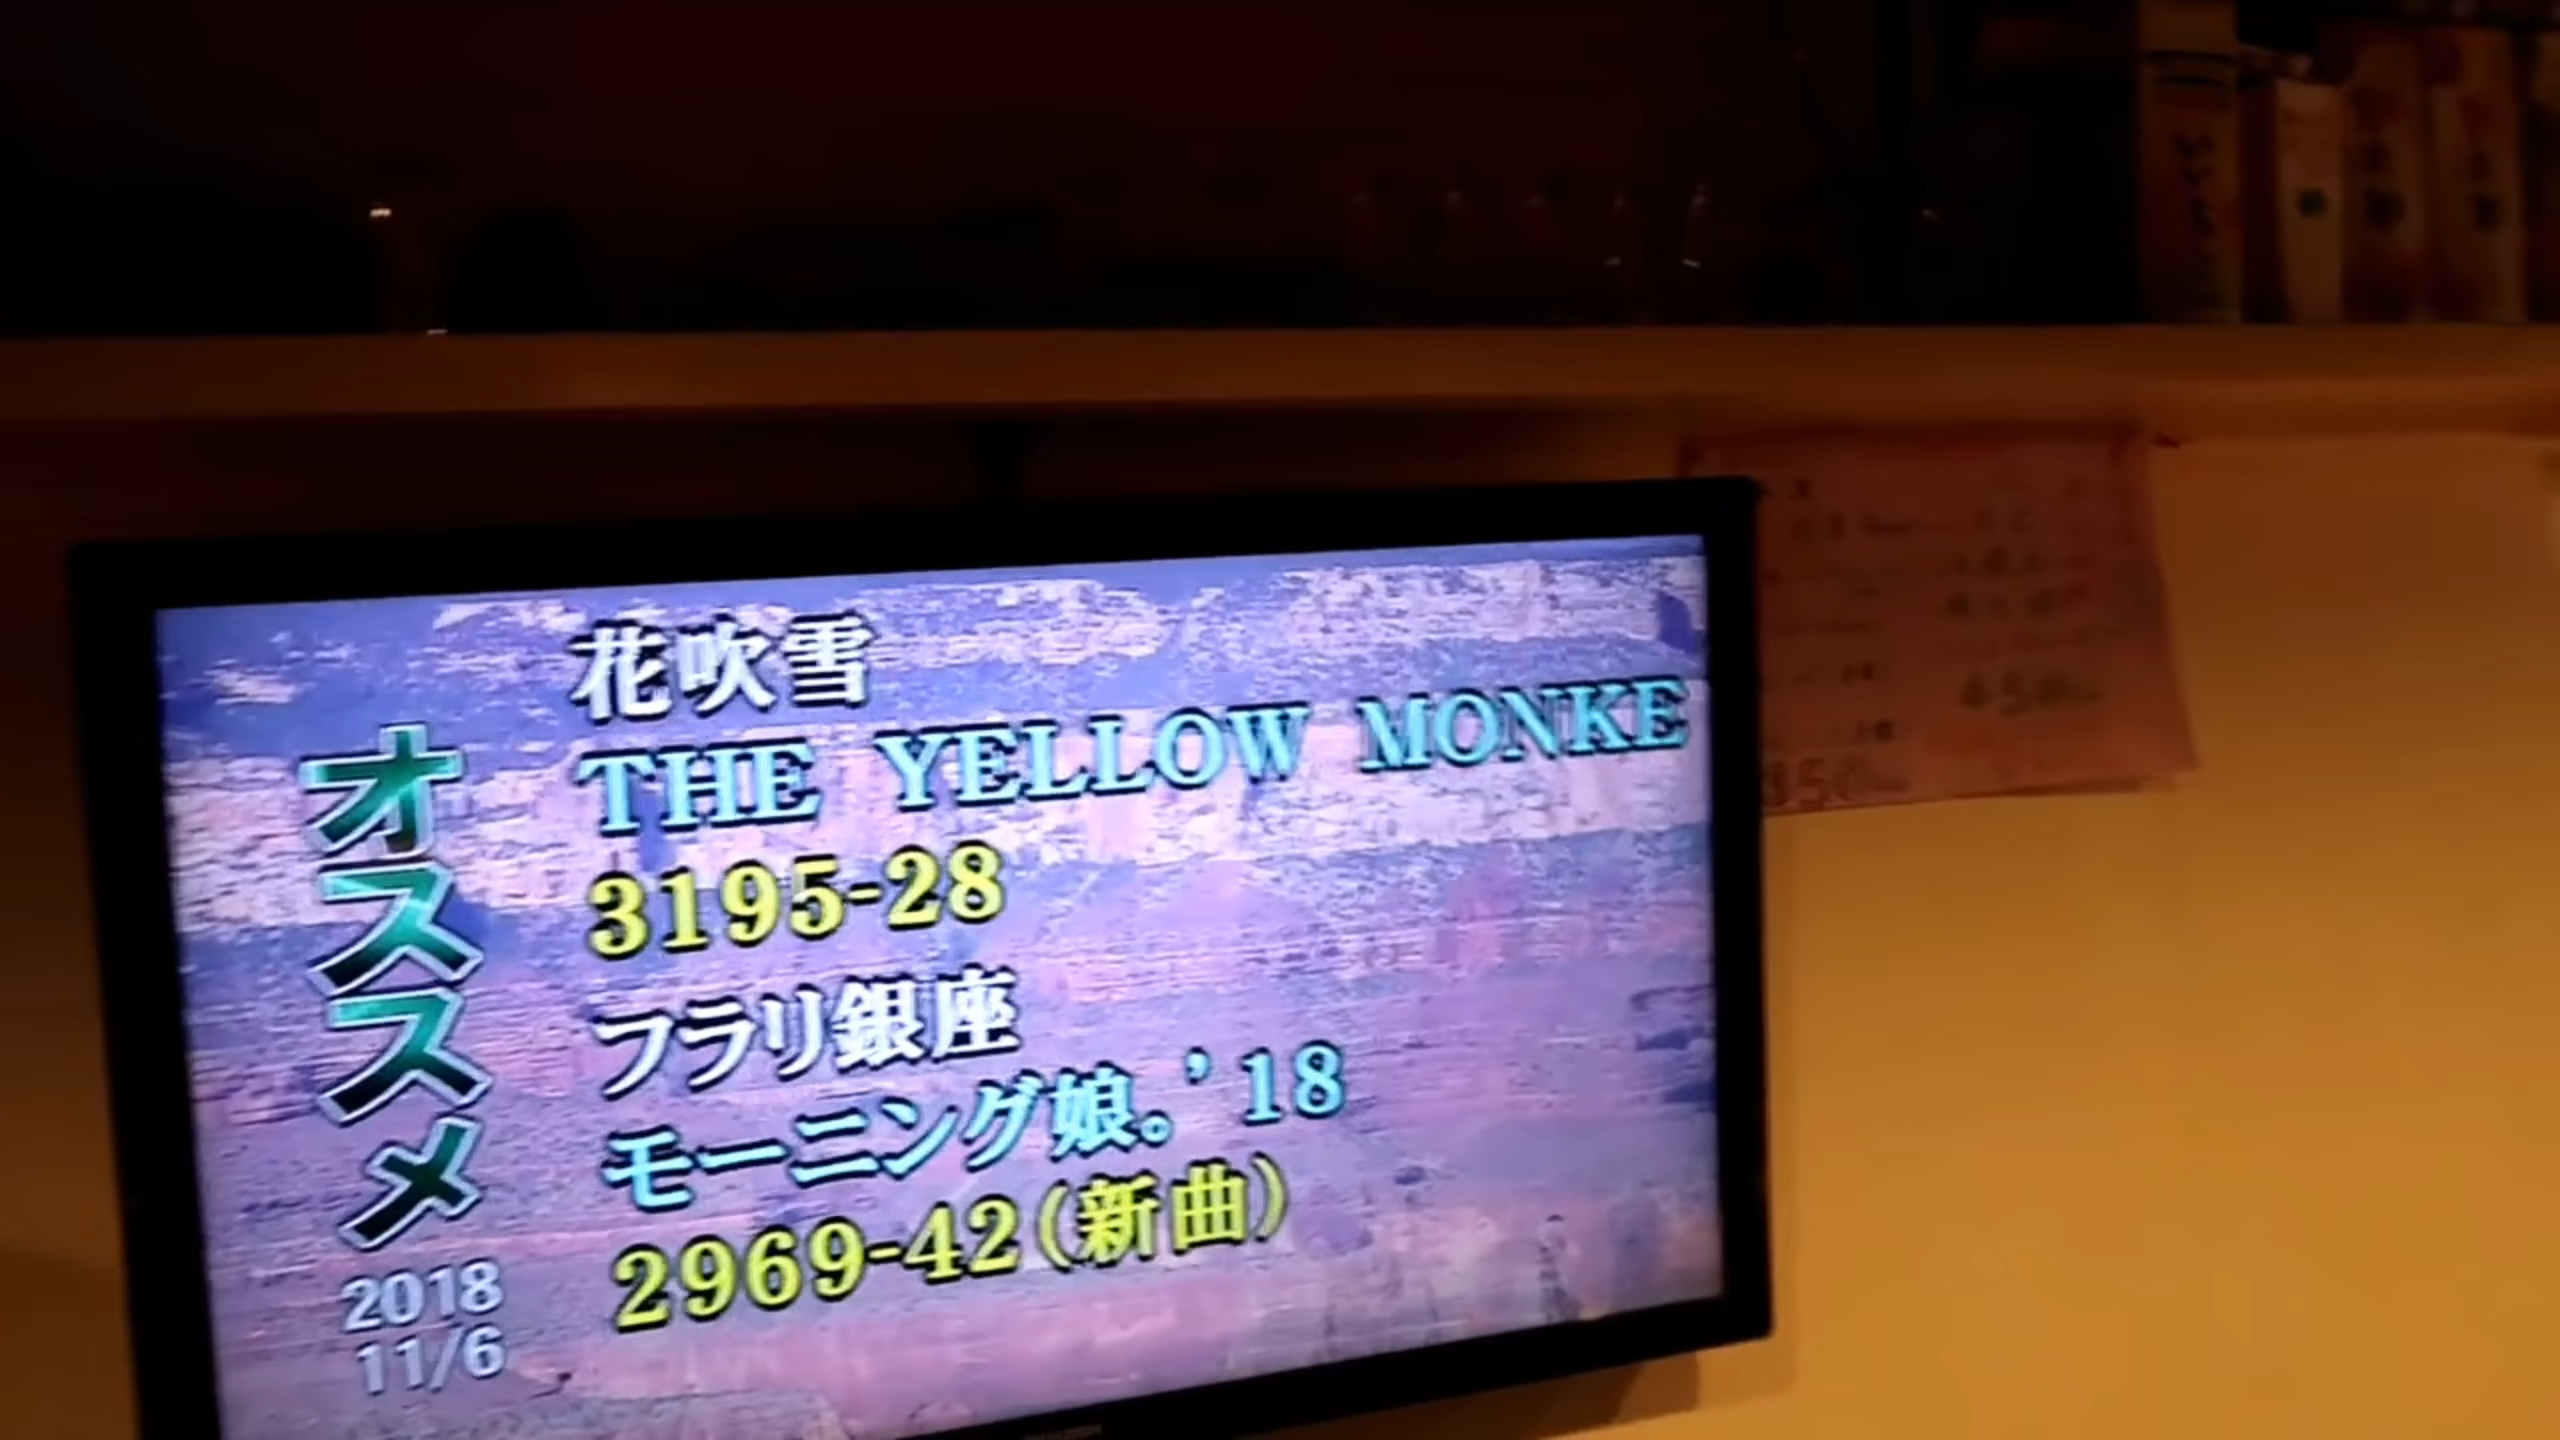 オススメ
2018
11/6
花吹雪
THE YELLOW MONKE
3195-28
フラリ銀座
モーニング娘。'18
2969-42(新曲)